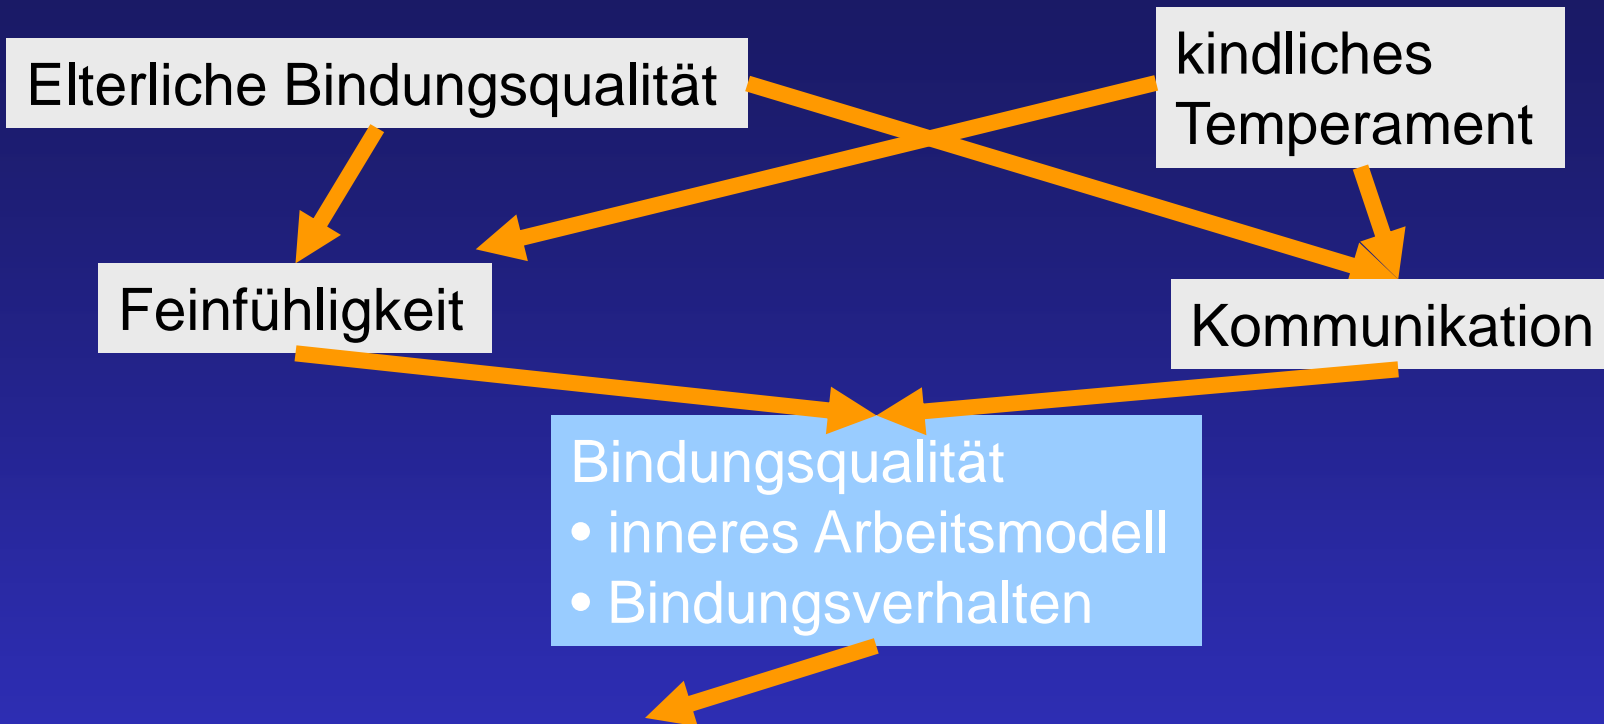 Elterliche Bindungsqualität
kindliches
Temperament
Feinfühligkeit
Kommunikation
Bindungsqualität
• inneres Arbeitsmodell
• Bindungsverhalten